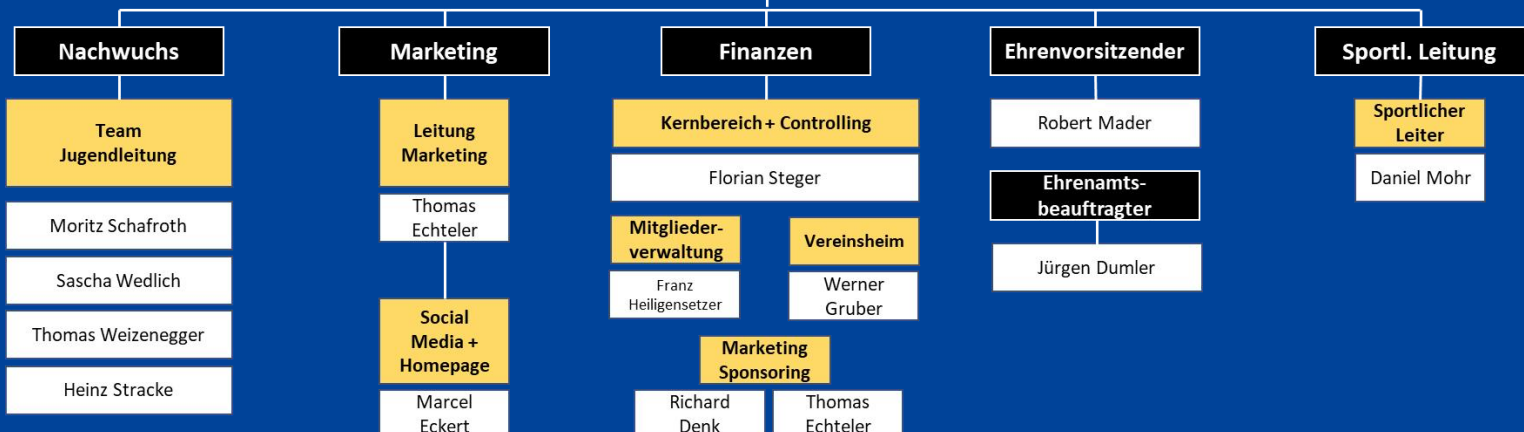 Nachwuchs
Team
Jugendleitung
Moritz Schafroth
Sascha Wedlich
Thomas Weizenegger
Heinz Stracke
Marketing
Leitung
Marketing
Thomas
Echteler
Social
Media +
Homepage
Marcel
Eckert
Finanzen
Kernbereich + Controlling
Florian Steger
Mitglieder-
verwaltung
Franz
Heiligensetzer
Vereinsheim
Werner
Gruber
Marketing
Sponsoring
Richard
Denk
Thomas
Echteler
Ehrenvorsitzender
Robert Mader
Ehrenamts-
beauftragter
Jürgen Dumler
Sportl. Leitung
Sportlicher
Leiter
Daniel Mohr